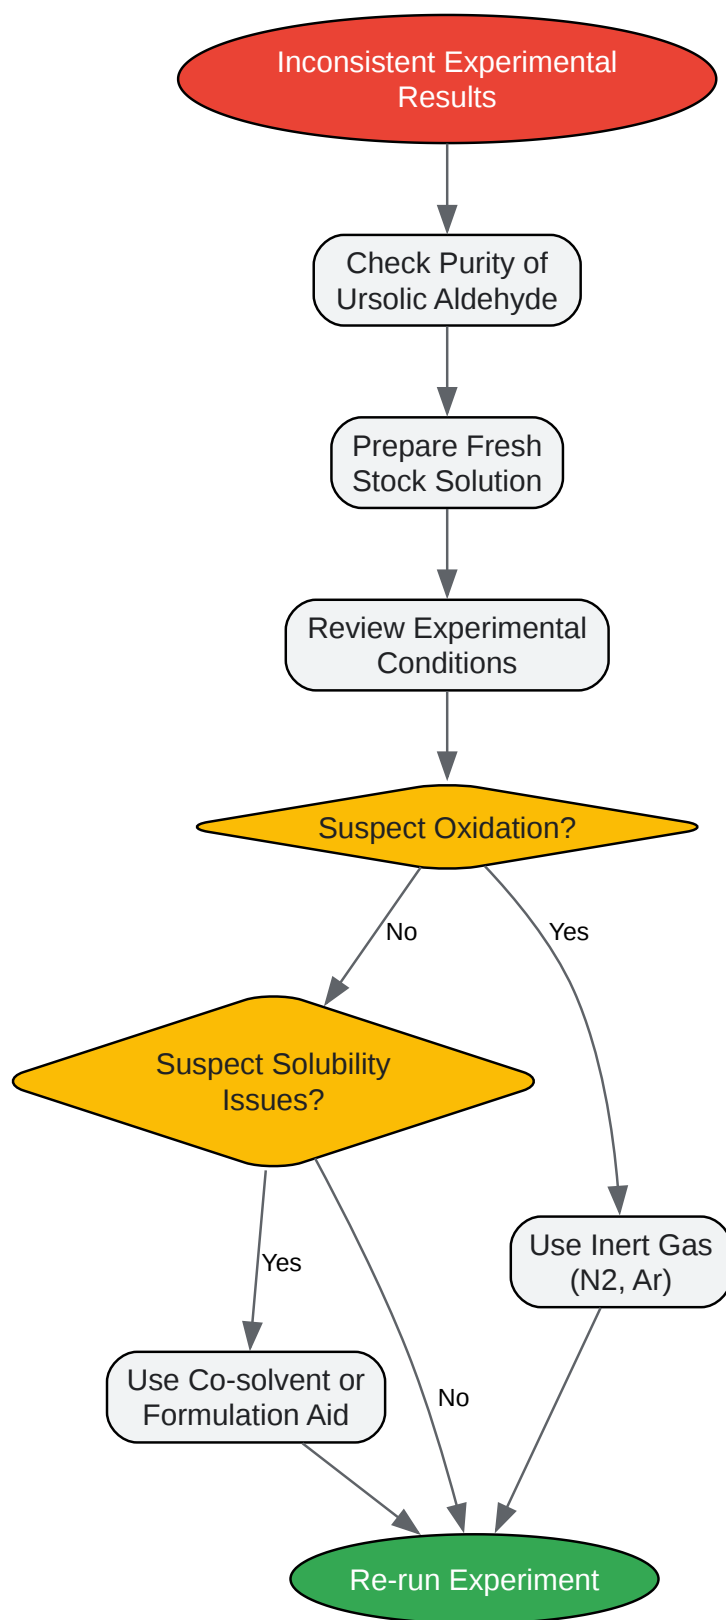 Inconsistent Experimental
Results
Check Purity of
Ursolic Aldehyde
Prepare Fresh
Stock Solution
Review Experimental
Conditions
Suspect Oxidation?
No
Yes
Suspect Solubility
Issues?
Use Inert Gas
(N2, Ar)
Yes
Use Co-solvent or
Formulation Aid
No
Re-run Experiment